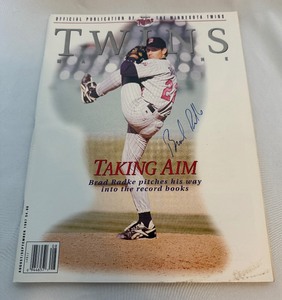 OFFICIAL PUBLICATION OF THE MINNESOTA TWINS
TWINS
TAKING AIM
Brad Radke pitches his way
into the record books